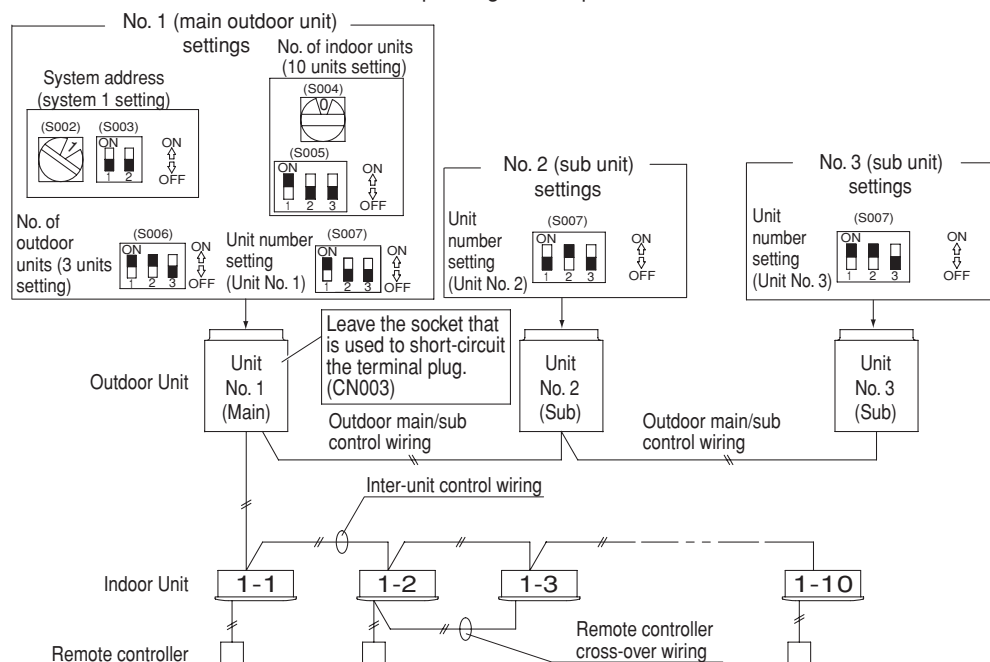 No. 1 (main outdoor unit)
settings
System address
(system 1 setting)
(S002)
1
(S003)
ON
1 2
ON
OFF
No. of indoor units
(10 units setting)
(S004)
0
(S005)
ON
1 2 3
ON
OFF
No. of
outdoor
units (3 units
setting)
(S006)
ON
1 2 3
ON
OFF
Unit number
setting
(Unit No. 1)
(S007)
ON
1 2 3
ON
OFF
No. 2 (sub unit)
settings
Unit
number
setting
(Unit No. 2)
(S007)
ON
1 2 3
ON
OFF
No. 3 (sub unit)
settings
Unit
number
setting
(Unit No. 3)
(S007)
ON
1 2 3
ON
OFF
Outdoor Unit
Unit
No. 1
(Main)
Leave the socket that
is used to short-circuit
the terminal plug.
(CN003)
Unit
No. 2
(Sub)
Unit
No. 3
(Sub)
Outdoor main/sub
control wiring
Outdoor main/sub
control wiring
Inter-unit control wiring
Indoor Unit
1-1
1-2
1-3
1-10
Remote controller
Remote controller
cross-over wiring